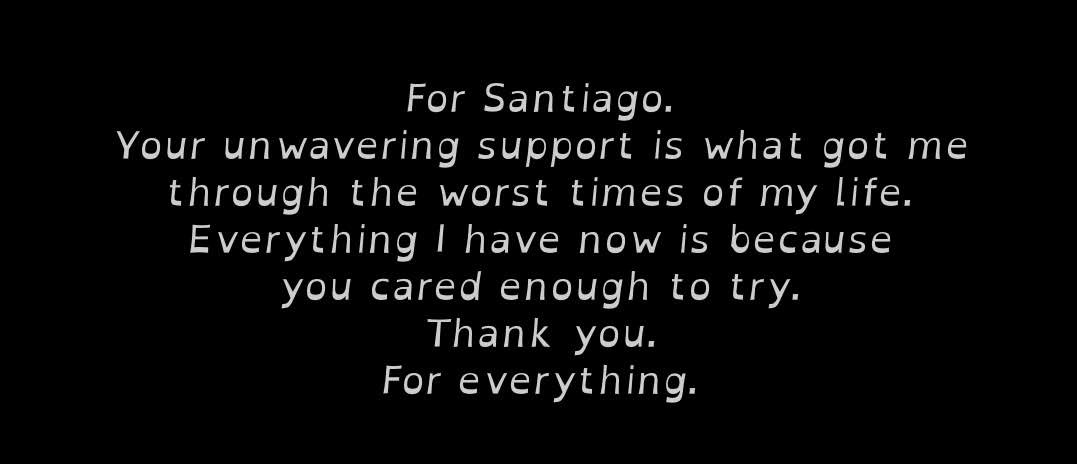 For Santiago.
Your unwavering support is what got me
through the worst times of my life.
Everything I have now is because
you cared enough to try.
Thank you.
For everything.